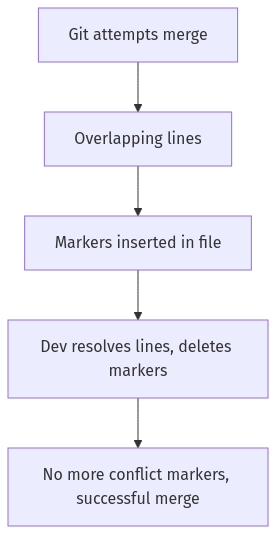 Git attempts merge
Overlapping lines
Markers inserted in file
Dev resolves lines, deletes
markers
No more conflict markers,
successful merge